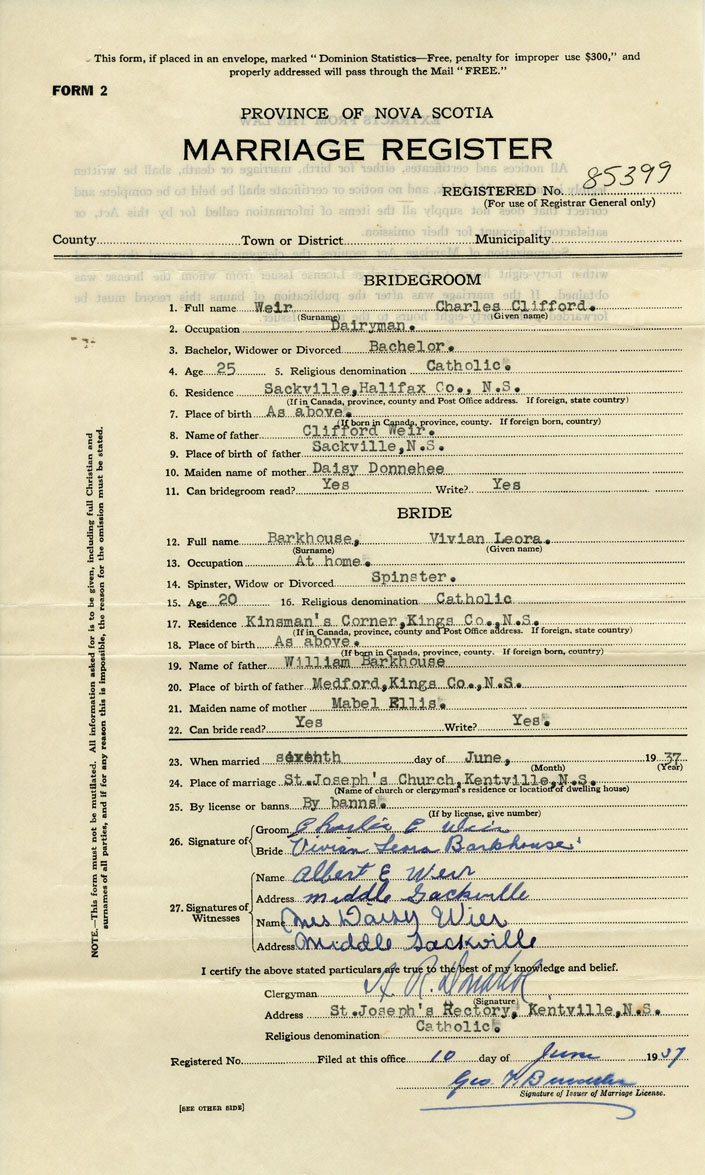 This form, if placed in an envelope, marked "Dominion Statistics—Free, penalty for improper use $300," and
properly addressed will pass through the Mail "FREE."
FORM 2
PROVINCE OF NOVA SCOTIA
MARRIAGE REGISTER
REGISTERED No. 85399
(For use of Registrar General only)
County Town or District Municipality
BRIDEGROOM
1. Full name Weir Charles Clifford.
(Surname) (Given name)
2. Occupation Dairyman.
3. Bachelor, Widower or Divorced Bachelor.
4. Age 25 5. Religious denomination Catholic.
6. Residence Sackville,Halifax Co., N.S.
(If in Canada, province, county and Post Office address. If foreign, state country)
7. Place of birth As above.
(If born in Canada, province, county. If foreign born, country)
8. Name of father Clifford Weir.
9. Place of birth of father Sackville,N.S.
10. Maiden name of mother Daisy Donnehee
11. Can bridegroom read? Yes Write? Yes
BRIDE
12. Full name Barkhouse, Vivian Leora.
(Surname) (Given name)
13. Occupation At home.
14. Spinster, Widow or Divorced Spinster.
15. Age 20 16. Religious denomination Catholic
17. Residence Kinsman's Corner,Kings Co.,N.S.
(If in Canada, province, county and Post Office address. If foreign, state country)
18. Place of birth As above.
(If born in Canada, province, county. If foreign born, country)
19. Name of father William Barkhouse
20. Place of birth of father Medford,Kings Co.,N.S.
21. Maiden name of mother Mabel Ellis.
22. Can bride read? Yes Write? Yes.
23. When married day of June, 1937
(Month) (Year)
24. Place of marriage St.Joseph's Church,Kentville,N.S.
(Name of church or clergyman's residence or location of dwelling house)
25. By license or banns By banns.
(If by license, give number)
26. Signature of
Groom Charlie E Weir
Bride Vivian Leora Barkhouse
27. Signatures of Witnesses
Name Albert E Weir
Address middle Sackville
Name Mrs Daisy Wier
Address Middle Sackville
I certify the above stated particulars are true to the best of my knowledge and belief.
Clergyman
(Signature)
Address St.Joseph's Rectory, Kentville,N.S.
Religious denomination Catholic.
Registered No. Filed at this office 10 day of June 1937
Geo
Signature of Issuer of Marriage License.
[SEE OTHER SIDE]
NOTE.—This form must not be mutilated. All information asked for is to be given, including full Christian and
surnames of all parties, and if for any reason this is impossible, the reason for the omission must be stated.